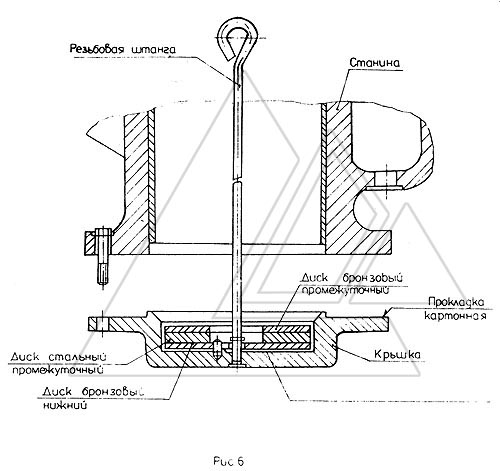 Резьбовая штанга
Станина
Диск бронзовый
промежуточный
Прокладка
картонная
Диск стальный
промежуточный
Крышка
Диск бронзовый
нижний
Рис 6